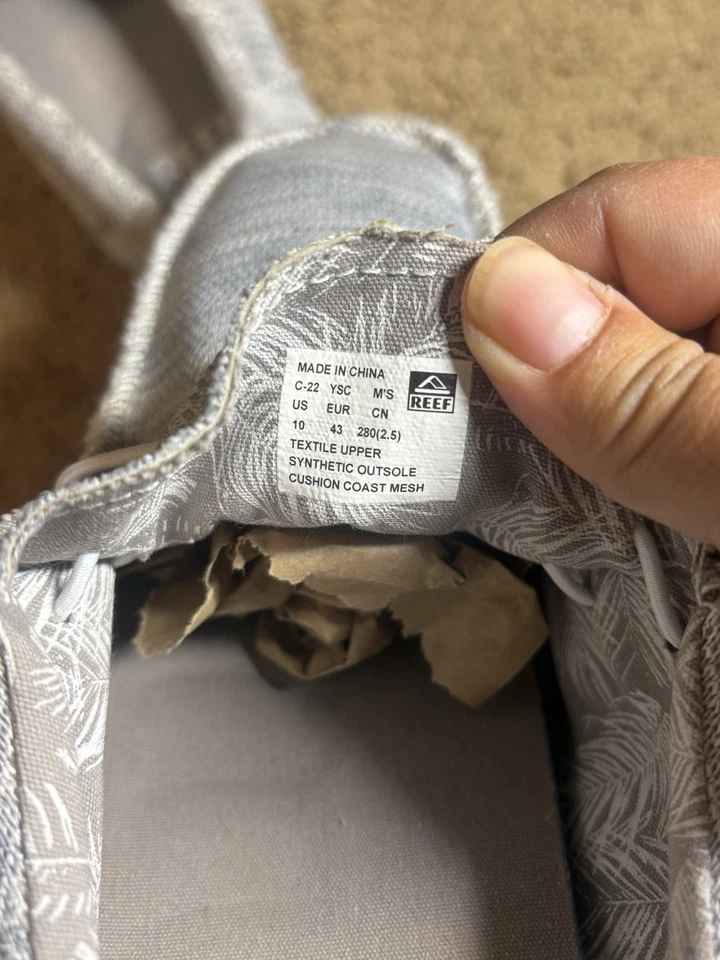 MADE IN CHINA
C-22 YSC M'S
REEF
US EUR CN
10 43 280(2.5)
TEXTILE UPPER
SYNTHETIC OUTSOLE
CUSHION COAST MESH